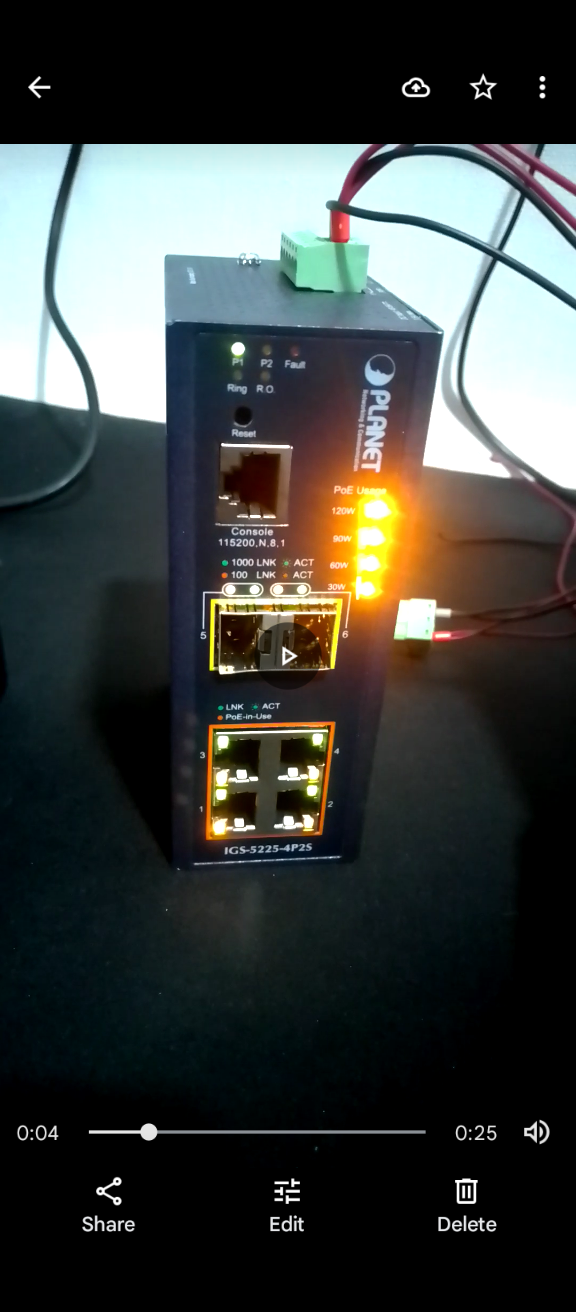 P1 P2 Fault
Ring R.O.
Reset
PLANET
Networking & Communication
PoE Usage
120W
90W
60W
30W
Console
115200,N,8,1
1000 LNK ACT
100 LNK ACT
5 6
LNK ACT
PoE-in-Use
3 4
1 2
IGS-5225-4P2S
0:04 0:25
Share Edit Delete